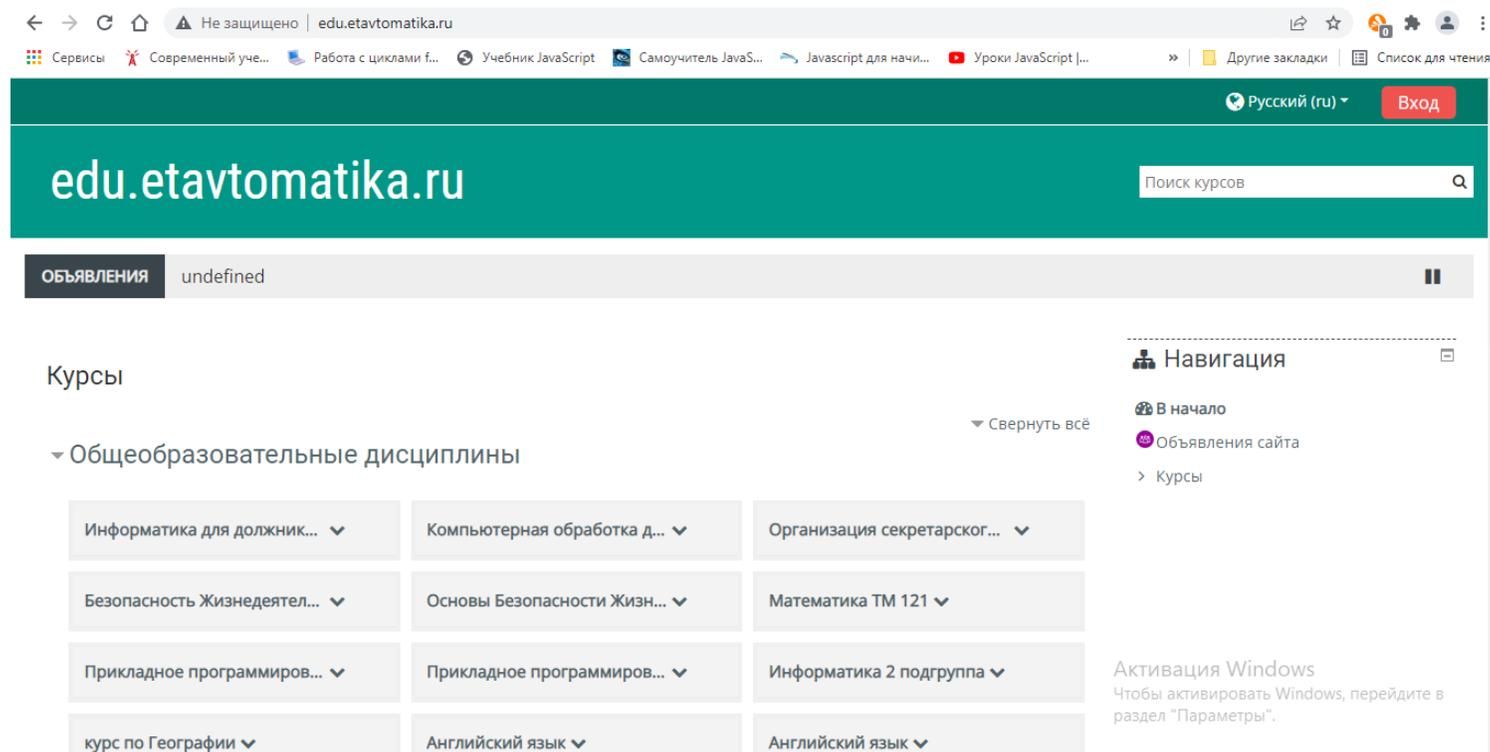 Не защищено | edu.etavtomatika.ru
0
Сервисы Современный уче... Работа с циклами f... Учебник JavaScript Самоучитель JavaS... Javascript для начи... Уроки JavaScript |... » Другие закладки Список для чтения
Русский (ru) Вход
edu.etavtomatika.ru
Поиск курсов
ОБЪЯВЛЕНИЯ undefined
Навигация
Курсы
В начало
Свернуть всё
Объявления сайта
Общеобразовательные дисциплины
Курсы
Информатика для должник... Компьютерная обработка д... Организация секретарског...
Безопасность Жизнедеятел... Основы Безопасности Жизн... Математика ТМ 121
Прикладное программиров... Прикладное программиров... Информатика 2 подгруппа
Активация Windows
Чтобы активировать Windows, перейдите в
раздел "Параметры".
курс по Географии Английский язык Английский язык